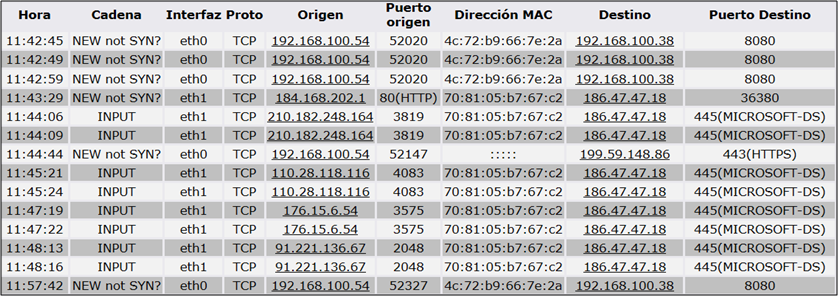 Hora Cadena Interfaz Proto Origen Puerto origen Dirección MAC Destino Puerto Destino
11:42:45 NEW not SYN? eth0 TCP 192.168.100.54 52020 4c:72:b9:66:7e:2a 192.168.100.38 8080
11:42:49 NEW not SYN? eth0 TCP 192.168.100.54 52020 4c:72:b9:66:7e:2a 192.168.100.38 8080
11:42:59 NEW not SYN? eth0 TCP 192.168.100.54 52020 4c:72:b9:66:7e:2a 192.168.100.38 8080
11:43:29 NEW not SYN? eth1 TCP 184.168.202.1 80(HTTP) 70:81:05:b7:67:c2 186.47.47.18 36380
11:44:06 INPUT eth1 TCP 210.182.248.164 3819 70:81:05:b7:67:c2 186.47.47.18 445(MICROSOFT-DS)
11:44:09 INPUT eth1 TCP 210.182.248.164 3819 70:81:05:b7:67:c2 186.47.47.18 445(MICROSOFT-DS)
11:44:44 NEW not SYN? eth0 TCP 192.168.100.54 52147 ::::: 199.59.148.86 443(HTTPS)
11:45:21 INPUT eth1 TCP 110.28.118.116 4083 70:81:05:b7:67:c2 186.47.47.18 445(MICROSOFT-DS)
11:45:24 INPUT eth1 TCP 110.28.118.116 4083 70:81:05:b7:67:c2 186.47.47.18 445(MICROSOFT-DS)
11:47:19 INPUT eth1 TCP 176.15.6.54 3575 70:81:05:b7:67:c2 186.47.47.18 445(MICROSOFT-DS)
11:47:22 INPUT eth1 TCP 176.15.6.54 3575 70:81:05:b7:67:c2 186.47.47.18 445(MICROSOFT-DS)
11:48:13 INPUT eth1 TCP 91.221.136.67 2048 70:81:05:b7:67:c2 186.47.47.18 445(MICROSOFT-DS)
11:48:16 INPUT eth1 TCP 91.221.136.67 2048 70:81:05:b7:67:c2 186.47.47.18 445(MICROSOFT-DS)
11:57:42 NEW not SYN? eth0 TCP 192.168.100.54 52327 4c:72:b9:66:7e:2a 192.168.100.38 8080